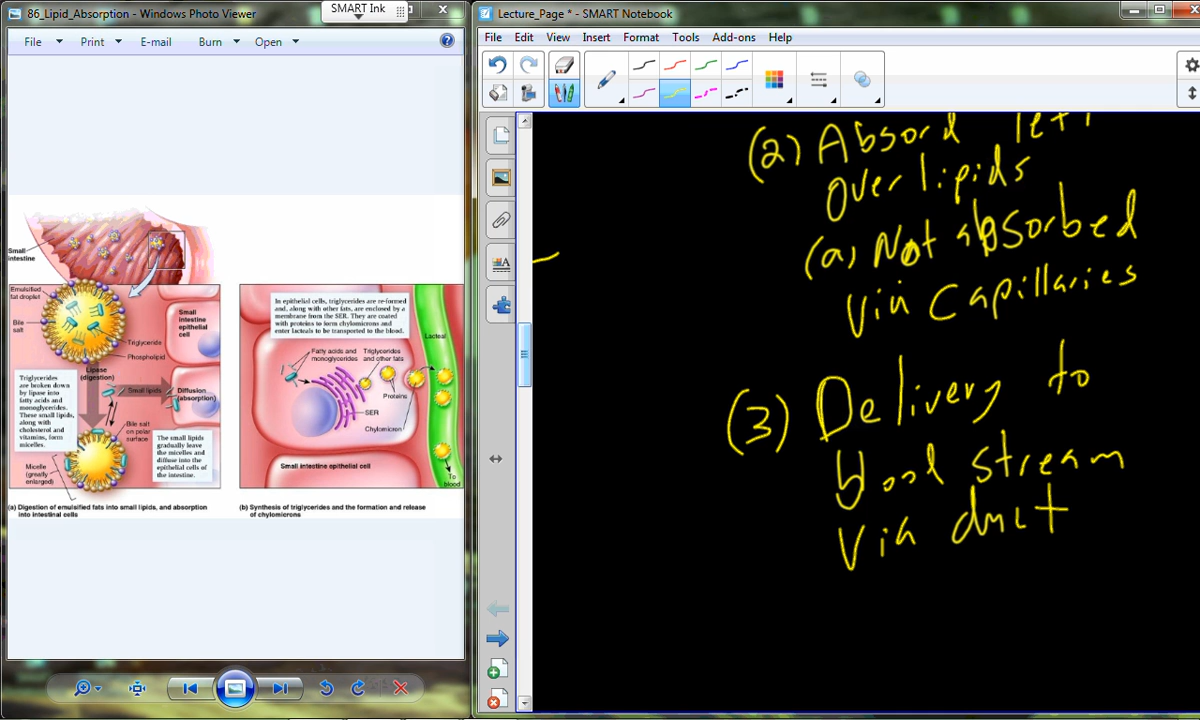 86_Lipid_Absorption - Windows Photo Viewer
SMART Ink
File Print E-mail Burn Open
Small
intestine
Emulsified
fat droplet
Bile
salt
Small
intestine
epithelial
cell
Triglyceride
Phospholipid
Lipase
(digestion)
Small lipids
Diffusion
(absorption)
Triglycerides
are broken down
by lipase into
fatty acids and
monoglycerides.
These small lipids,
along with
cholesterol and
vitamins, form
micelles.
Bile salt
on polar
surface
The small lipids
gradually leave
the micelles and
diffuse into the
epithelial cells of
the intestine.
Micelle
(greatly
enlarged)
(a) Digestion of emulsified fats into small lipids, and absorption
into intestinal cells
In epithelial cells, triglycerides are re-formed
and, along with other fats, are enclosed by a
membrane from the SER. They are coated
with proteins to form chylomicrons and
enter lacteals to be transported to the blood.
Lacteal
Fatty acids and
monoglycerides
Triglycerides
and other fats
Proteins
SER
Chylomicron
Small intestine epithelial cell
To
blood
(b) Synthesis of triglycerides and the formation and release
of chylomicrons
Lecture_Page * - SMART Notebook
File Edit View Insert Format Tools Add-ons Help
(2) Absord left
over lipids
(a) Not absorbed
via capillaries
(3) Delivery to
blood stream
via duct